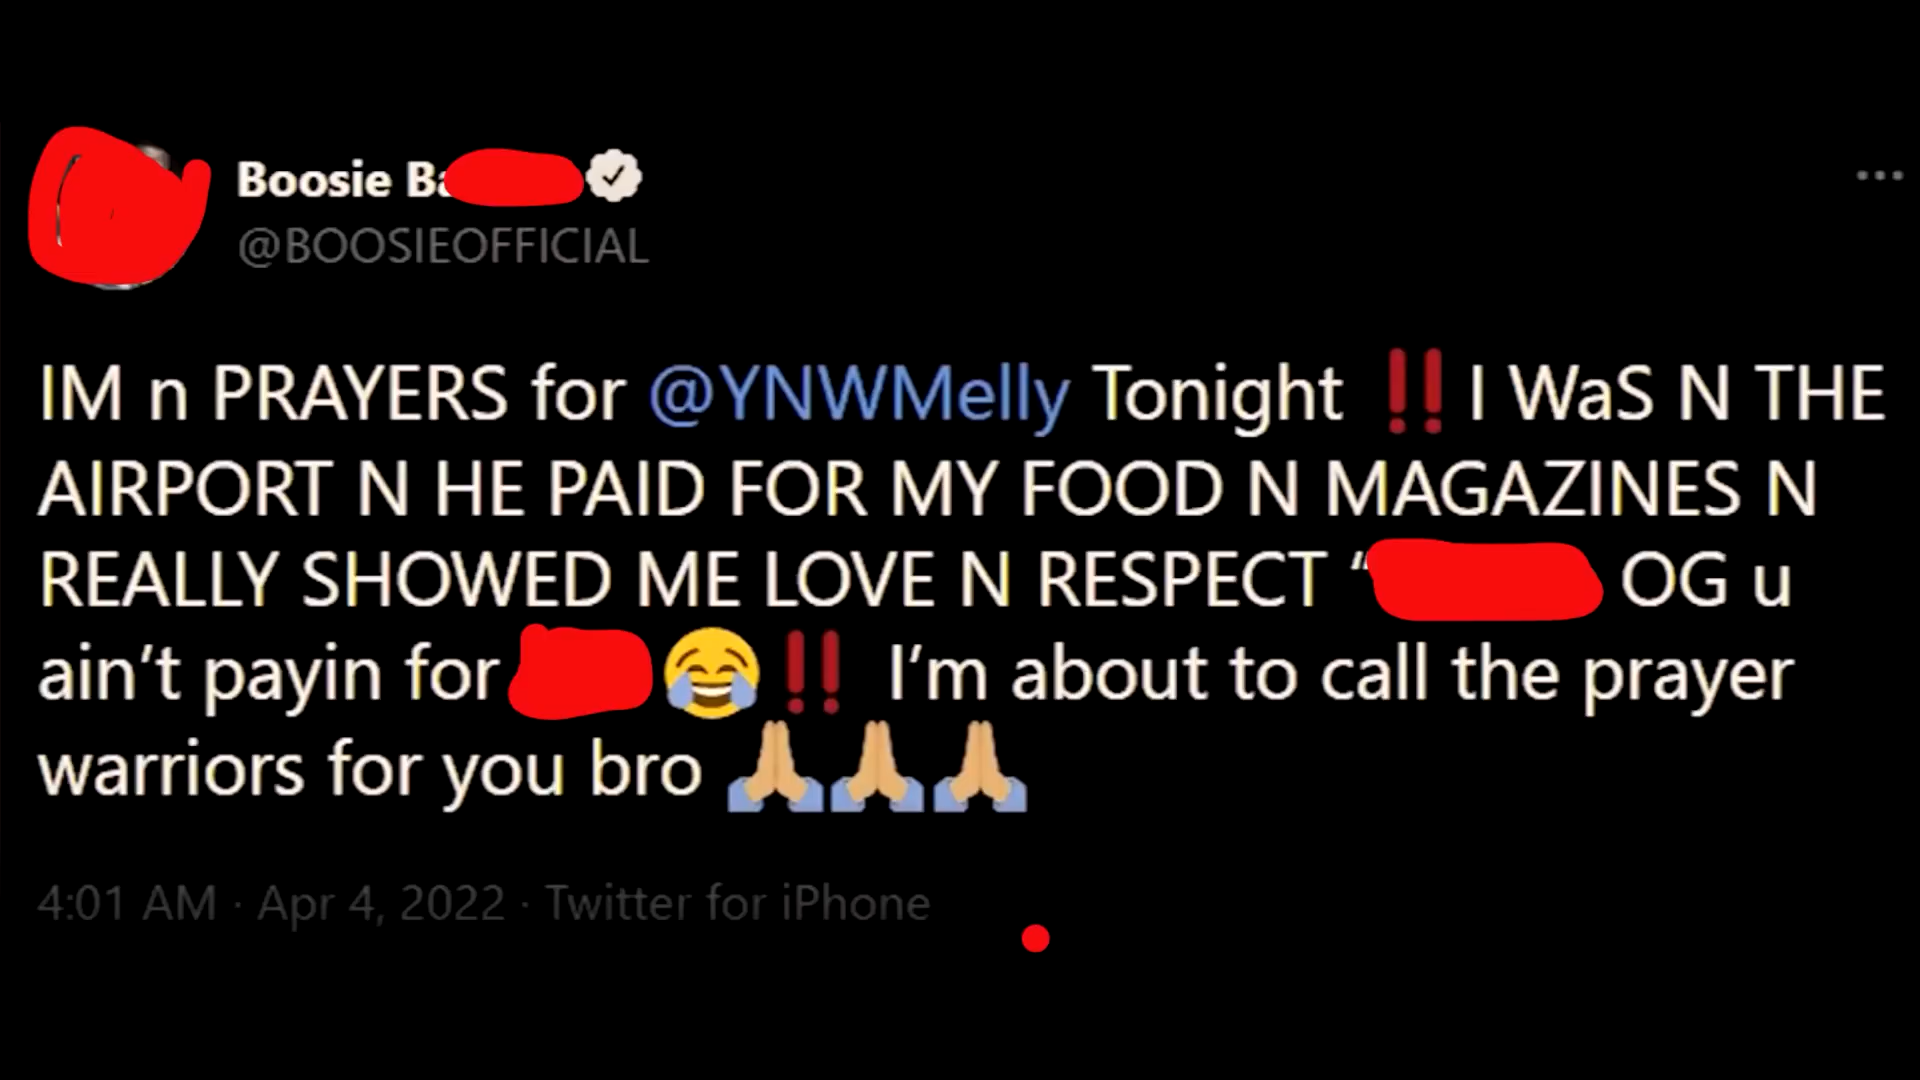 Boosie Ba
@BOOSIEOFFICIAL
IM n PRAYERS for @YNWMelly Tonight ‼️ I WaS N THE
AIRPORT N HE PAID FOR MY FOOD N MAGAZINES N
REALLY SHOWED ME LOVE N RESPECT “ OG u
ain’t payin for 😂‼️ I’m about to call the prayer
warriors for you bro 🙏🏼🙏🏼🙏🏼
4:01 AM · Apr 4, 2022 · Twitter for iPhone